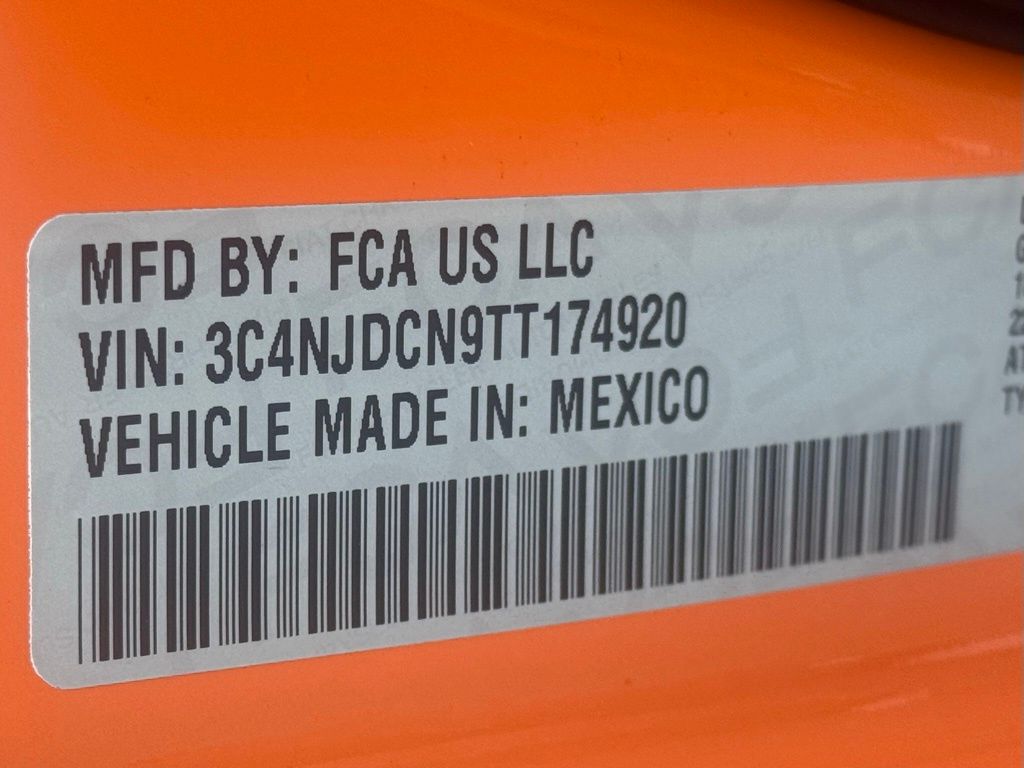 MFD BY: FCA US LLC
VIN: 3C4NJDCN9TT174920
VEHICLE MADE IN: MEXICO